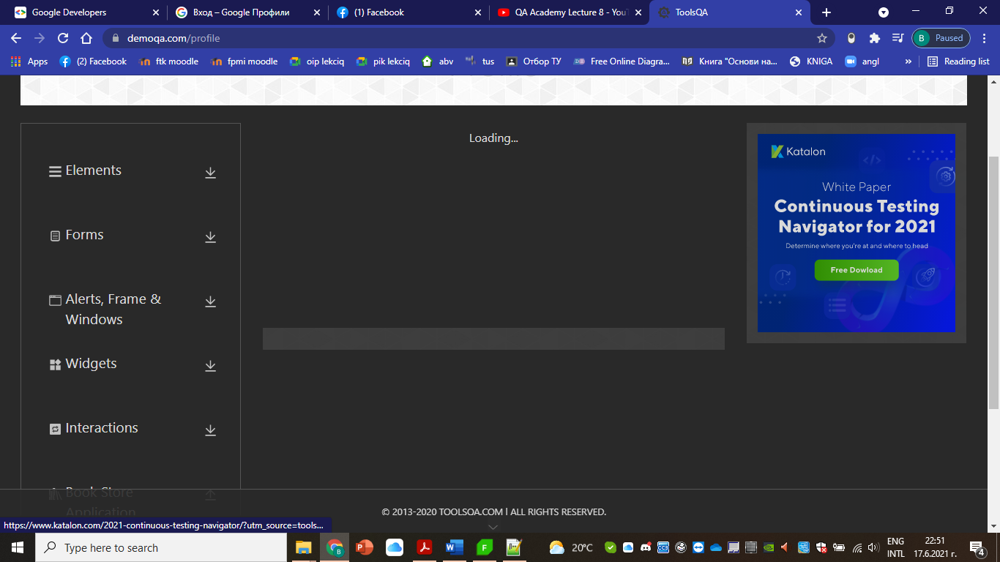 Google Developers
Вход – Google Профили
(1) Facebook
QA Academy Lecture 8 - YouT
ToolsQA
demoqa.com/profile
B Paused
Apps
(2) Facebook
ftk moodle
fpmi moodle
oip lekciq
pik lekciq
abv
tus
Отбор ТУ
Free Online Diagra...
Книга "Основи на...
KNIGA
angl
»
Reading list
Loading...
Elements
Forms
Alerts, Frame &
Windows
Widgets
Interactions
Book Store
Application
Katalon
White Paper
Continuous Testing
Navigator for 2021
Determine where you're at and where to head
Free Dowload
© 2013-2020 TOOLSQA.COM | ALL RIGHTS RESERVED.
https://www.katalon.com/2021-continuous-testing-navigator/?utm_source=tools...
Type here to search
20°C
ENG
INTL
22:51
17.6.2021 г.
4